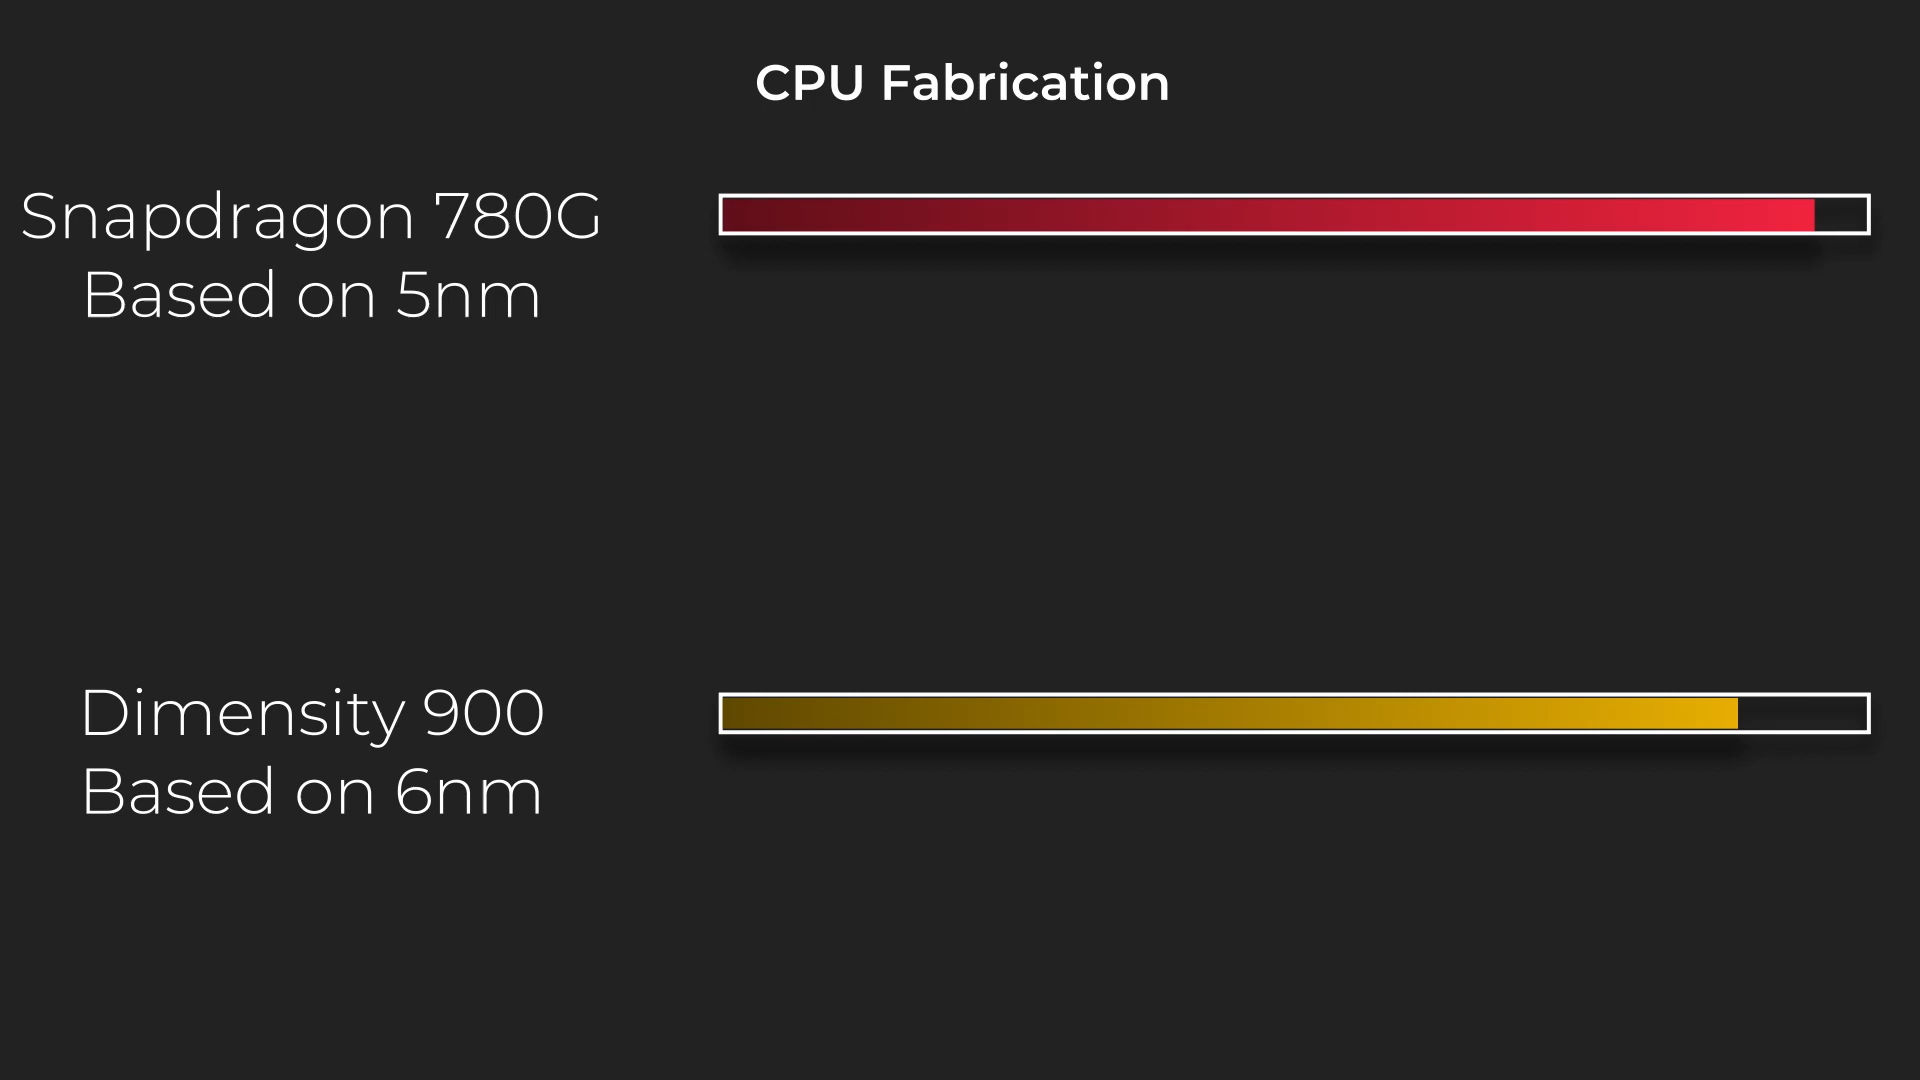 CPU Fabrication
Snapdragon 780G
Based on 5nm
Dimensity 900
Based on 6nm